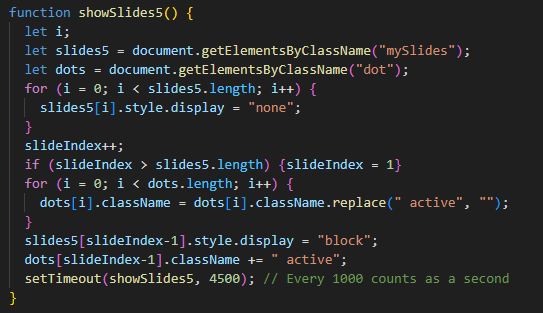 function showSlides5() {
  let i;
  let slides5 = document.getElementsByClassName("mySlides");
  let dots = document.getElementsByClassName("dot");
  for (i = 0; i < slides5.length; i++) {
    slides5[i].style.display = "none";
  }
  slideIndex++;
  if (slideIndex > slides5.length) {slideIndex = 1}
  for (i = 0; i < dots.length; i++) {
    dots[i].className = dots[i].className.replace(" active", "");
  }
  slides5[slideIndex-1].style.display = "block";
  dots[slideIndex-1].className += " active";
  setTimeout(showSlides5, 4500); // Every 1000 counts as a second
}